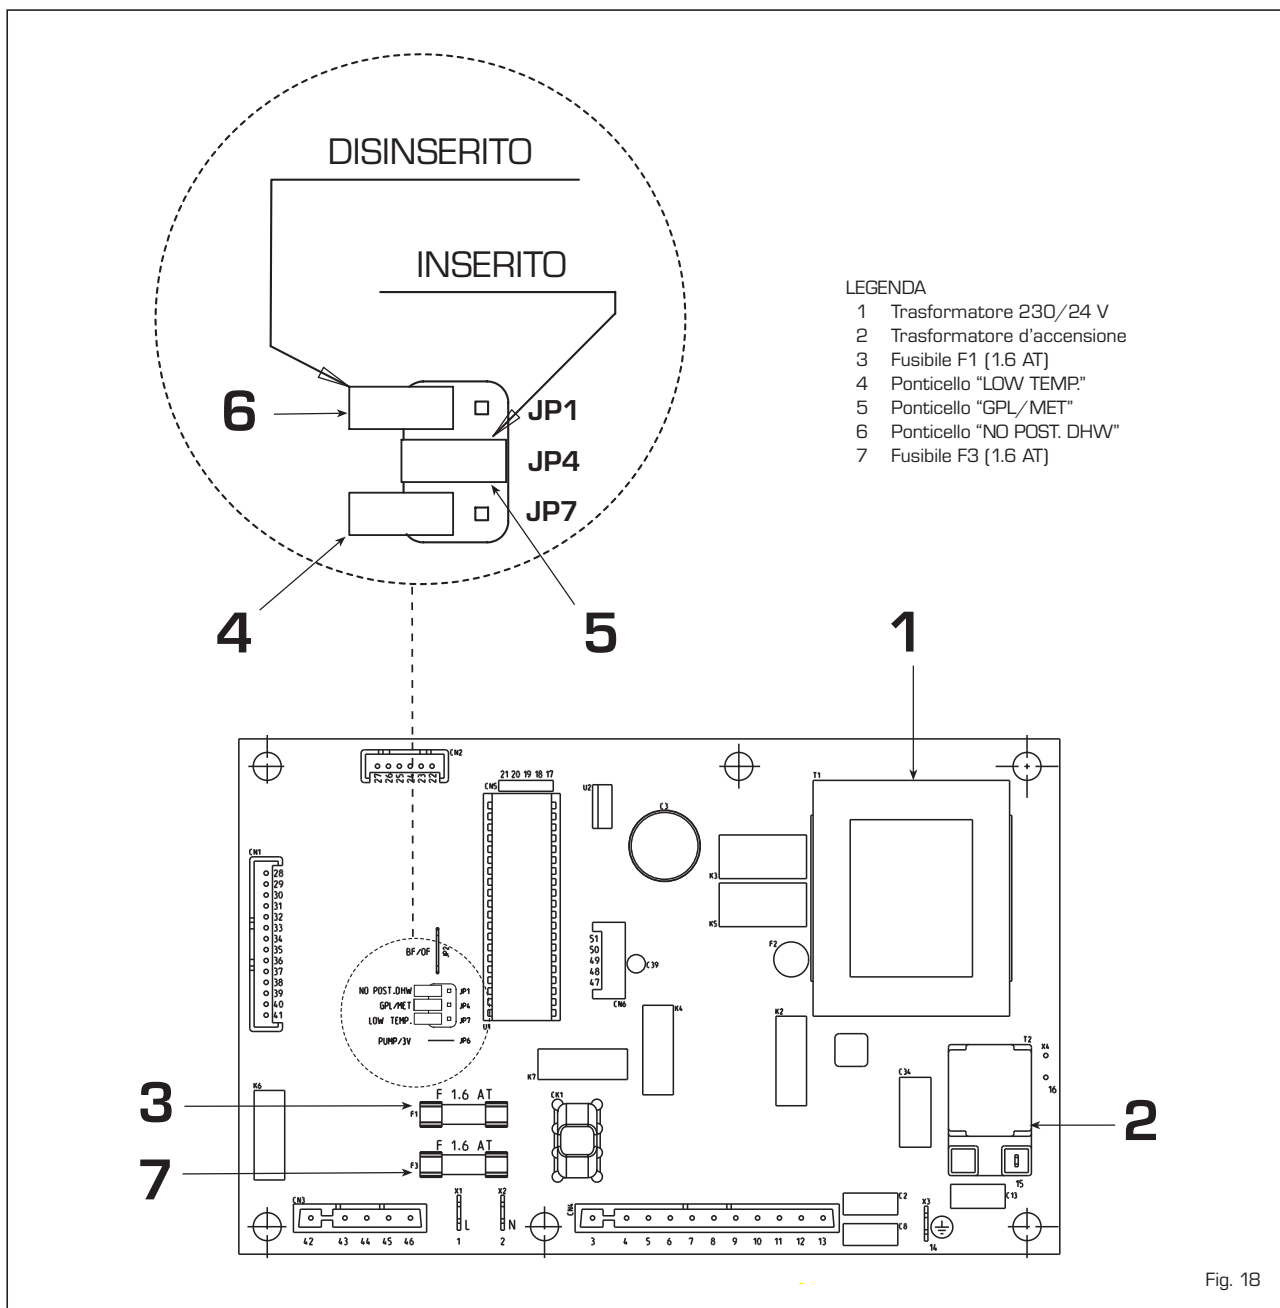 DISINSERITO
INSERITO
6
JP1
JP4
JP7
4
5
1
LEGENDA
1 Trasformatore 230/24 V
2 Trasformatore d'accensione
3 Fusibile F1 (1.6 AT)
4 Ponticello “LOW TEMP.”
5 Ponticello “GPL/MET”
6 Ponticello “NO POST. DHW”
7 Fusibile F3 (1.6 AT)
CN2
27 26 25 24 23 22
CN5
21 20 19 18 17
U2
C3
T1
CN1
28
29
30
31
32
33
34
35
36
37
38
39
40
41
K3
K5
F2
BF/OF
JP2
51
50
49
48
47
C39
CN6
NO POST.DHW JP1
GPL/MET JP4
LOW TEMP. JP7
PUMP/3V JP6
K4
K2
K7
T2
X4
16
C34
K6
3
F 1.6 AT
F1
CK1
2
7
F 1.6 AT
F3
15
C13
CN3
42 43 44 45 46
X1
L
1
X2
N
2
CN4
3 4 5 6 7 8 9 10 11 12 13
C2
C8
X3
14
Fig. 18